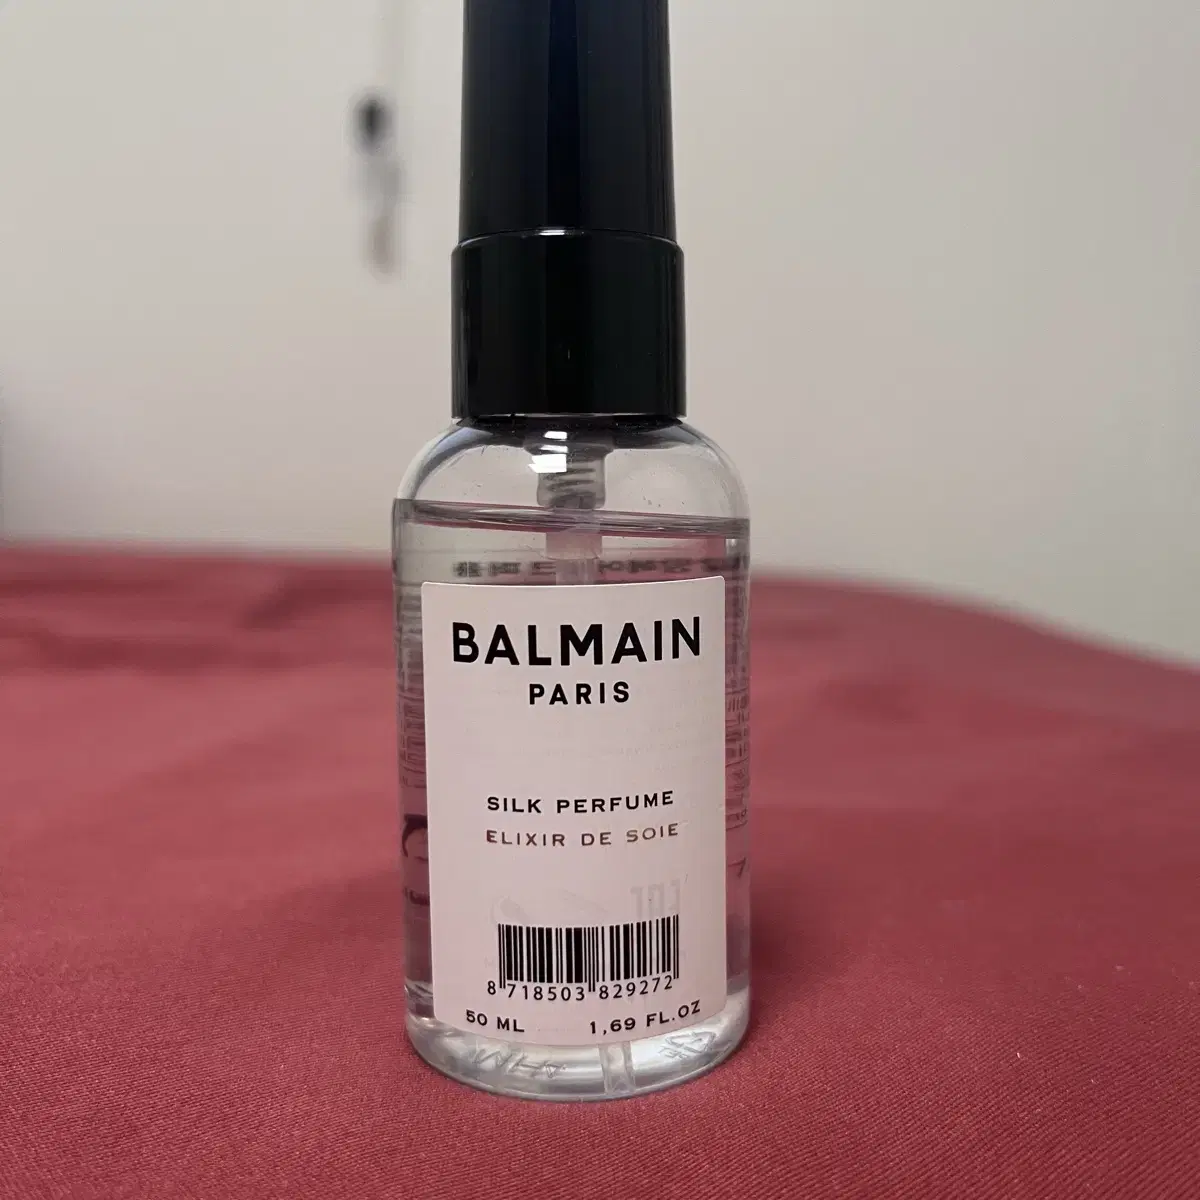 BALMAIN
PARIS
SILK PERFUME
ELIXIR DE SOIE
8 718503 829272
50 ML 1,69 FL.OZ